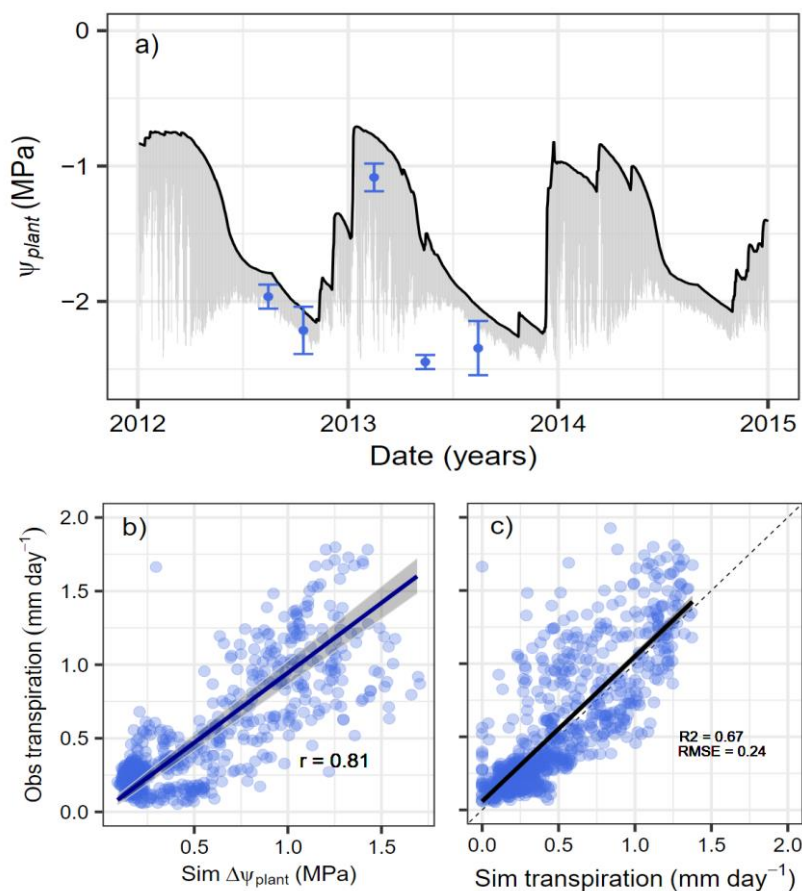 a)
0
−1
−2
Ψplant (MPa)
2012 2013 2014 2015
Date (years)
b)
2.0
1.5
1.0
0.5
0.0
Obs transpiration (mm day⁻¹)
r = 0.81
0.5 1.0 1.5
Sim Δψplant (MPa)
c)
R2 = 0.67
RMSE = 0.24
0.0 0.5 1.0 1.5 2.0
Sim transpiration (mm day⁻¹)